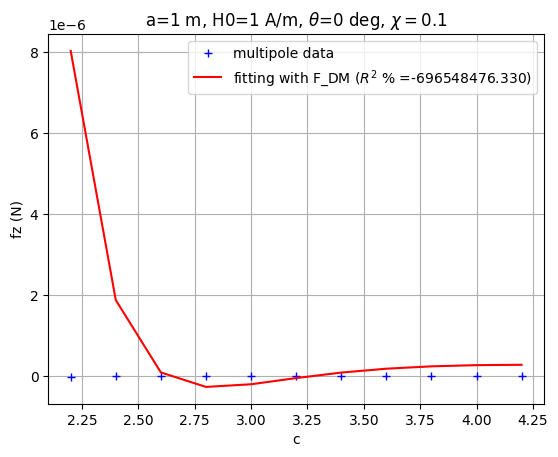 a=1 m, H0=1 A/m, θ=0 deg, χ = 0.1
1e−6
multipole data
fitting with F_DM (R² % =-696548476.330)
8
6
4
2
0
fz (N)
2.25 2.50 2.75 3.00 3.25 3.50 3.75 4.00 4.25
c